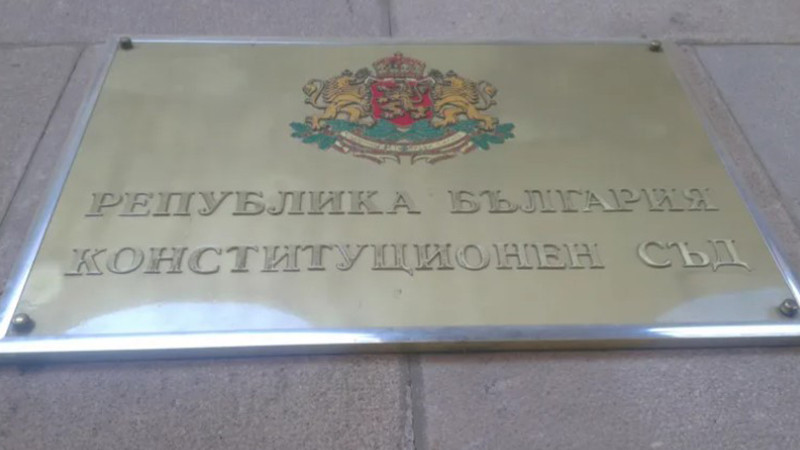 РЕПУБЛИКА БЪЛГАРИЯ
КОНСТИТУЦИОНЕН СЪД